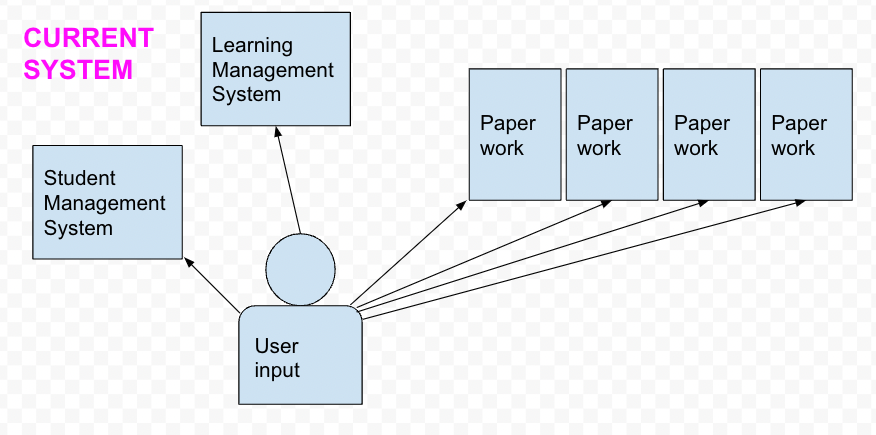 CURRENT
SYSTEM
Learning
Management
System
Student
Management
System
Paper
work
Paper
work
Paper
work
Paper
work
User
input